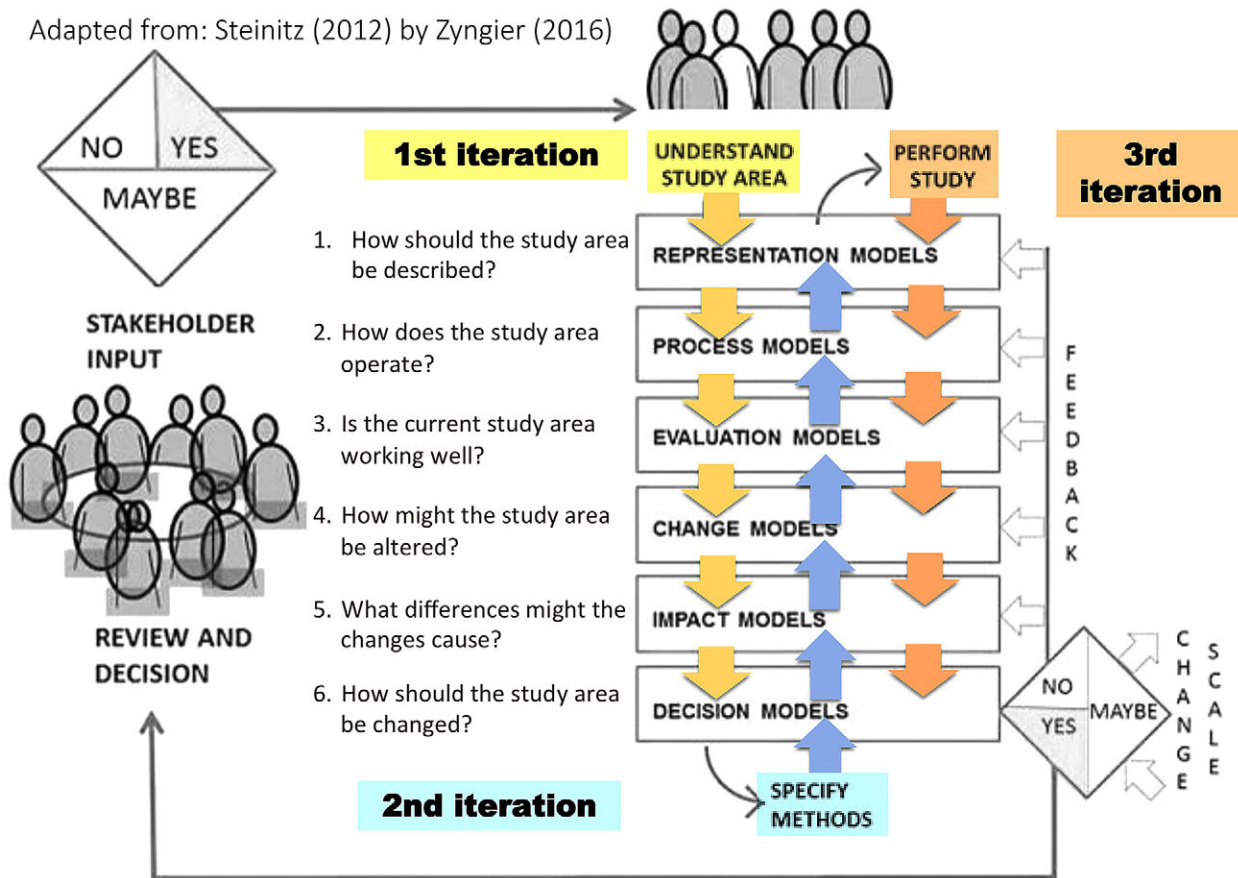 Adapted from: Steinitz (2012) by Zyngier (2016)
NO
YES
MAYBE
STAKEHOLDER
INPUT
REVIEW AND
DECISION
1st iteration
UNDERSTAND
STUDY AREA
PERFORM
STUDY
3rd
iteration
1. How should the study area
be described?
REPRESENTATION MODELS
2. How does the study area
operate?
PROCESS MODELS
3. Is the current study area
working well?
EVALUATION MODELS
4. How might the study area
be altered?
CHANGE MODELS
5. What differences might the
changes cause?
IMPACT MODELS
6. How should the study area
be changed?
DECISION MODELS
FEEDBACK
NO
YES
MAYBE
CHANGE
SCALE
2nd iteration
SPECIFY
METHODS